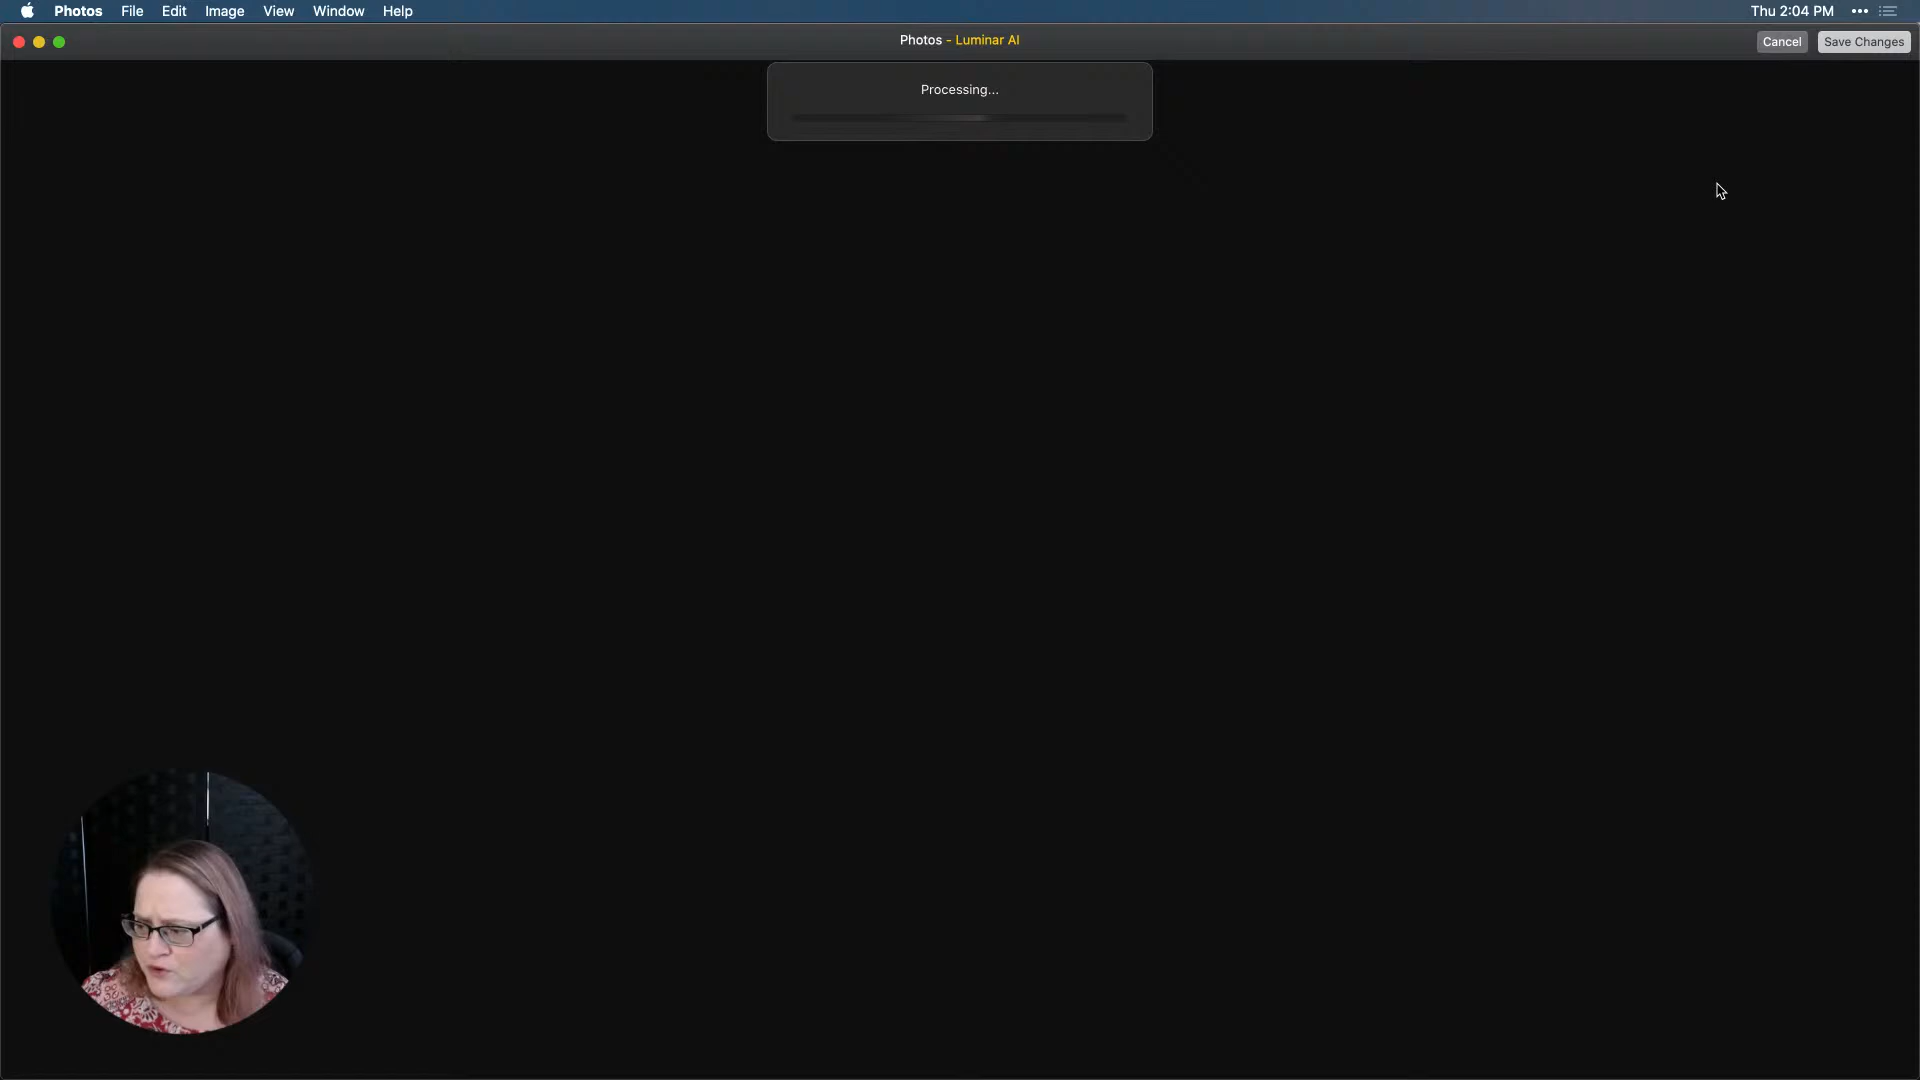 Photos File Edit Image View Window Help Thu 2:04 PM
Photos - Luminar AI Cancel Save Changes
Processing...